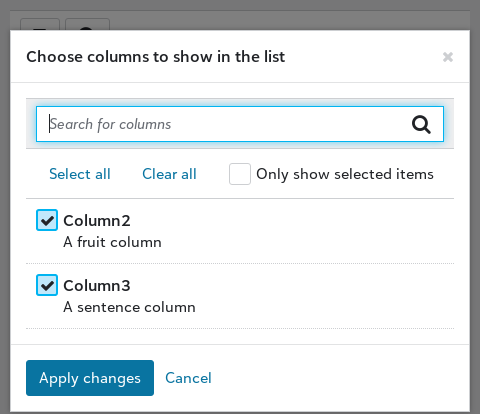 Choose columns to show in the list
Search for columns
Select all Clear all Only show selected items
Column2
A fruit column
Column3
A sentence column
Apply changes Cancel